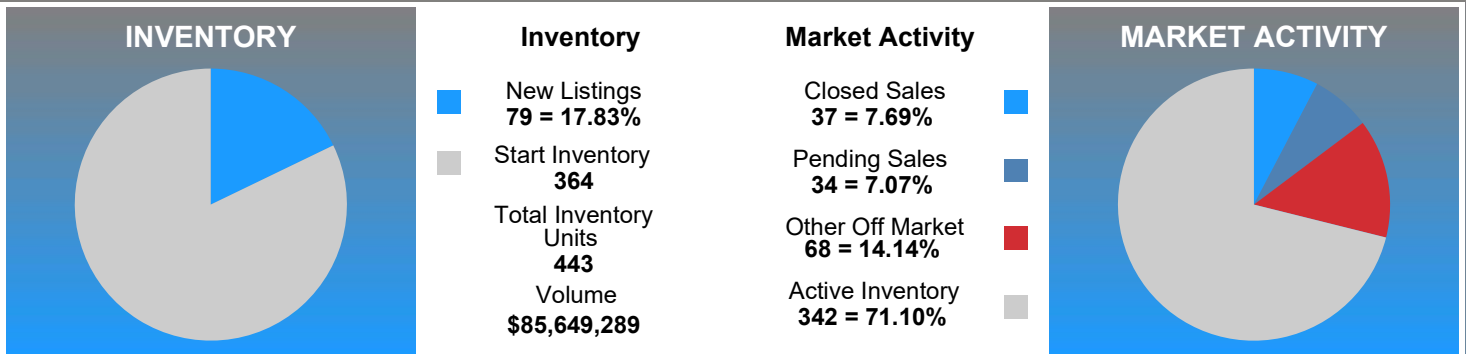 INVENTORY
Inventory
New Listings
79 = 17.83%
Start Inventory
364
Total Inventory
Units
443
Volume
$85,649,289
Market Activity
Closed Sales
37 = 7.69%
Pending Sales
34 = 7.07%
Other Off Market
68 = 14.14%
Active Inventory
342 = 71.10%
MARKET ACTIVITY